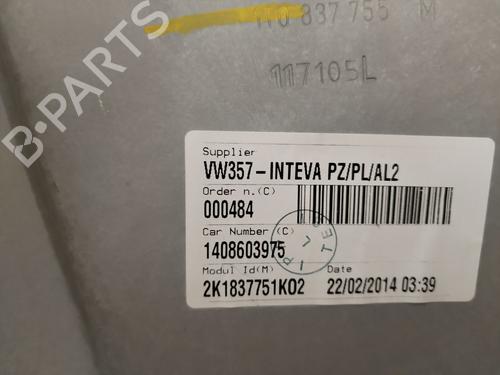 B-PARTS
837 755 M
117105L
Supplier
VW357-INTEVA PZ/PL/AL2
Order n.(C)
000484
Car Number (C)
1408603975
Modul Id(M) Date
2K1837751K02 22/02/2014 03:39